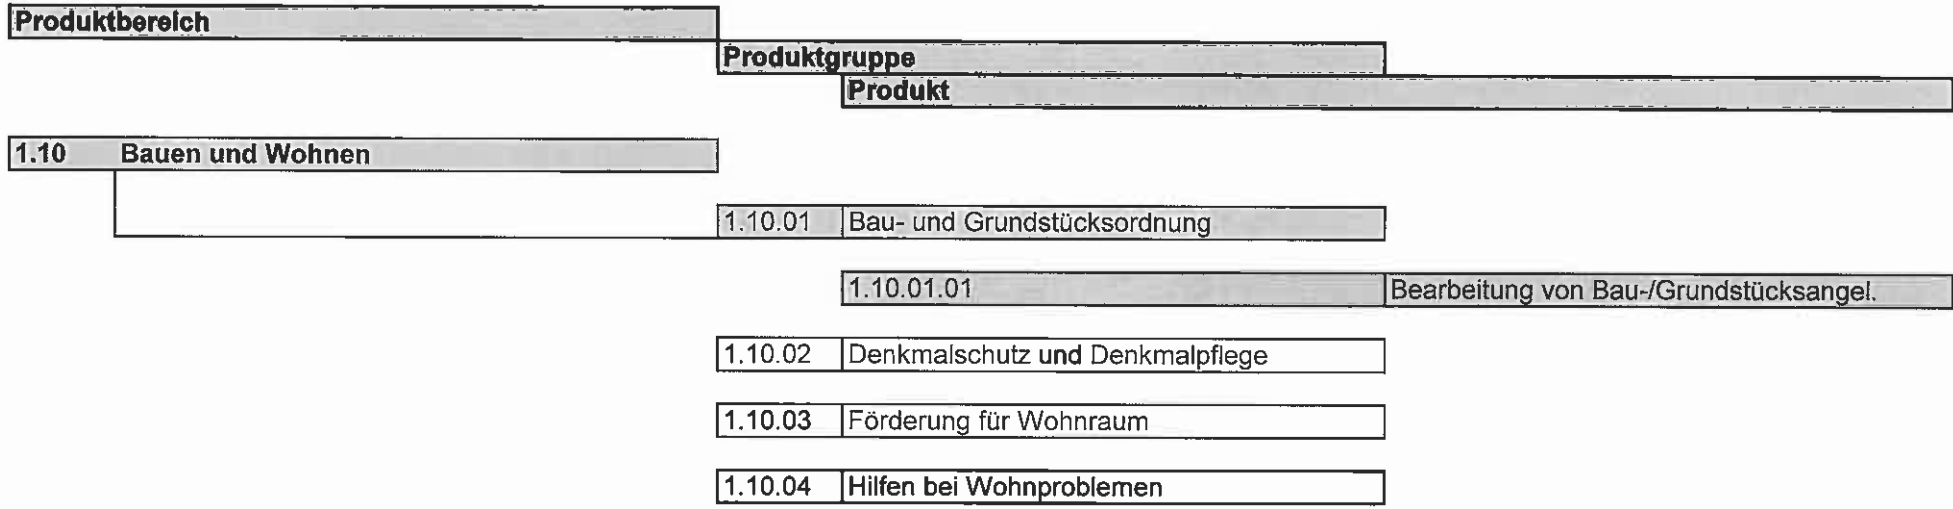 Produktbereich
Produktgruppe
Produkt
1.10 Bauen und Wohnen
1.10.01 Bau- und Grundstücksordnung
1.10.01.01 Bearbeitung von Bau-/Grundstücksangel.
1.10.02 Denkmalschutz und Denkmalpflege
1.10.03 Förderung für Wohnraum
1.10.04 Hilfen bei Wohnproblemen